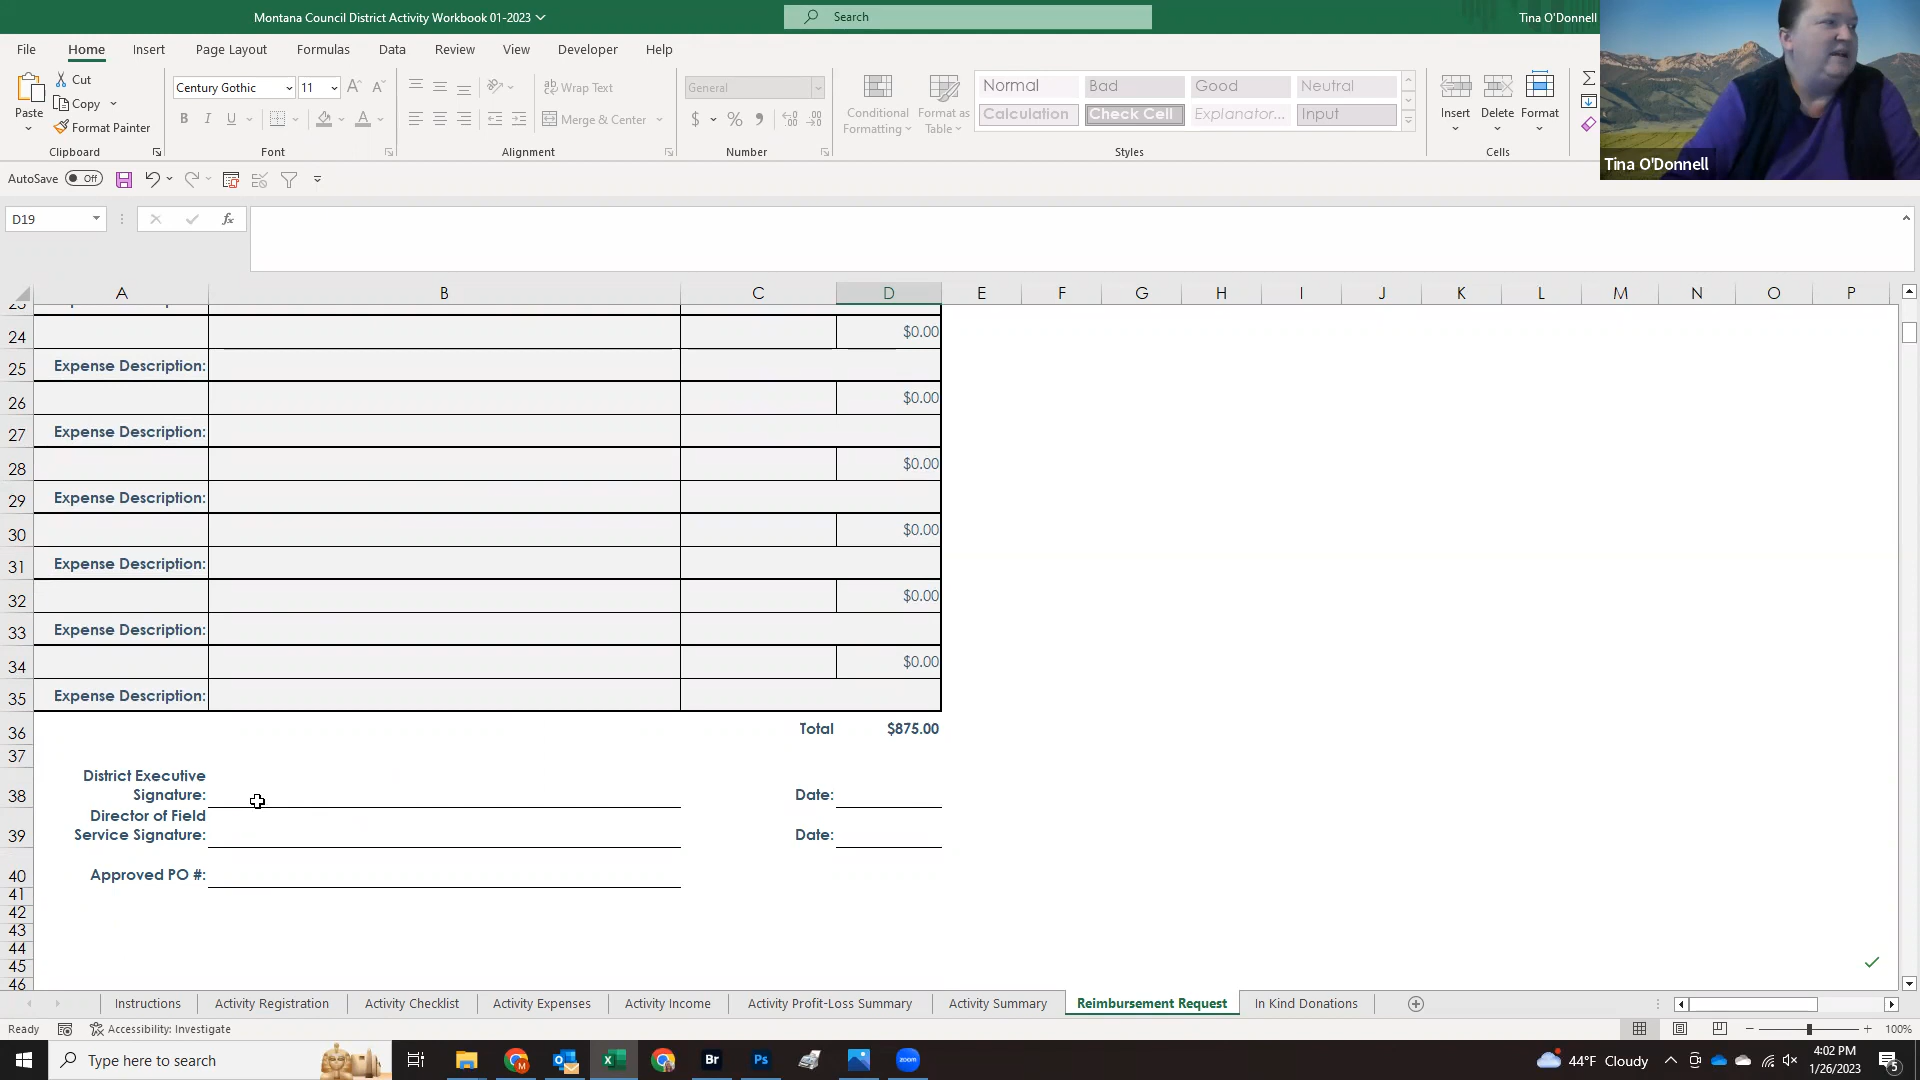 Montana Council District Activity Workbook 01-2023
Search
Tina O'Donnell
File Home Insert Page Layout Formulas Data Review View Developer Help
Paste
Cut
Copy
Format Painter
Clipboard
Century Gothic 11
B I U
Font
Wrap Text
Merge & Center
Alignment
General
$ % 9
Number
Conditional Formatting
Format as Table
Normal Bad Good Neutral
Calculation Check Cell Explanator... Input
Styles
Insert Delete Format
Cells
Tina O'Donnell
AutoSave Off
D19
fx
A B C D E F G H I J K L M N O P
24 $0.00
25 Expense Description:
26 $0.00
27 Expense Description:
28 $0.00
29 Expense Description:
30 $0.00
31 Expense Description:
32 $0.00
33 Expense Description:
34 $0.00
35 Expense Description:
36 Total $875.00
37
District Executive
38 Signature: Date:
Director of Field
39 Service Signature: Date:
40 Approved PO #:
41
42
43
44
45
46
Instructions Activity Registration Activity Checklist Activity Expenses Activity Income Activity Profit-Loss Summary Activity Summary Reimbursement Request In Kind Donations
Ready Accessibility: Investigate 100%
Type here to search
Br Ps zoom
44°F Cloudy
4:02 PM
1/26/2023
5